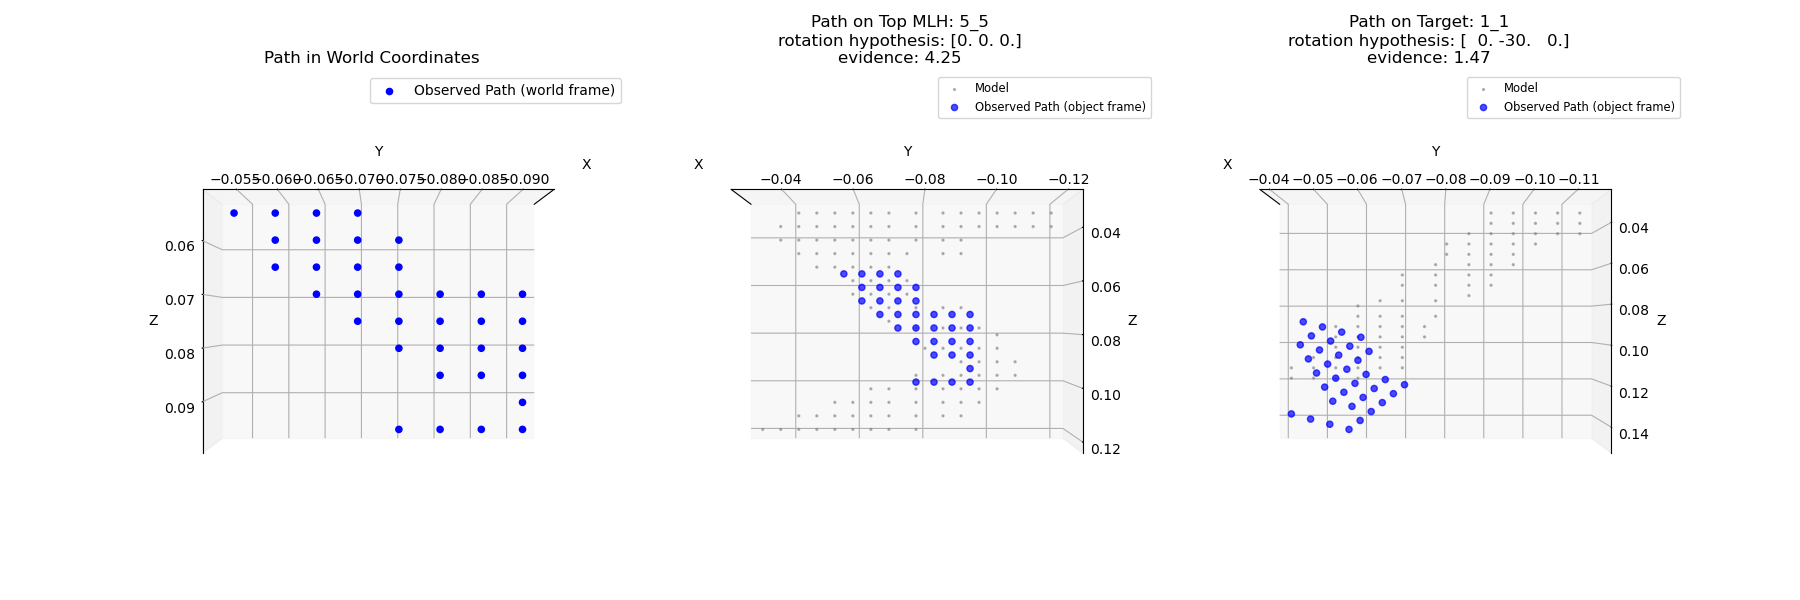 Path in World Coordinates
Observed Path (world frame)
Y
X
−0.055 −0.060 −0.065 −0.070 −0.075 −0.080 −0.085 −0.090
0.06
0.07
Z
0.08
0.09
Path on Top MLH: 5_5
rotation hypothesis: [0. 0. 0.]
evidence: 4.25
Model
Observed Path (object frame)
Y
X
−0.04 −0.06 −0.08 −0.10 −0.12
0.04
0.06
Z
0.08
0.10
0.12
Path on Target: 1_1
rotation hypothesis: [  0. -30.   0.]
evidence: 1.47
Model
Observed Path (object frame)
Y
X
−0.04 −0.05 −0.06 −0.07 −0.08 −0.09 −0.10 −0.11
0.04
0.06
0.08
Z
0.10
0.12
0.14